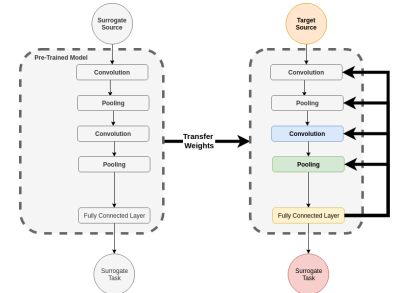 Surrogate
Source
Pre-Trained Model
Convolution
Pooling
Convolution
Pooling
Fully Connected Layer
Surrogate
Task
Transfer
Weights
Target
Source
Convolution
Pooling
Convolution
Pooling
Fully Connected Layer
Surrogate
Task